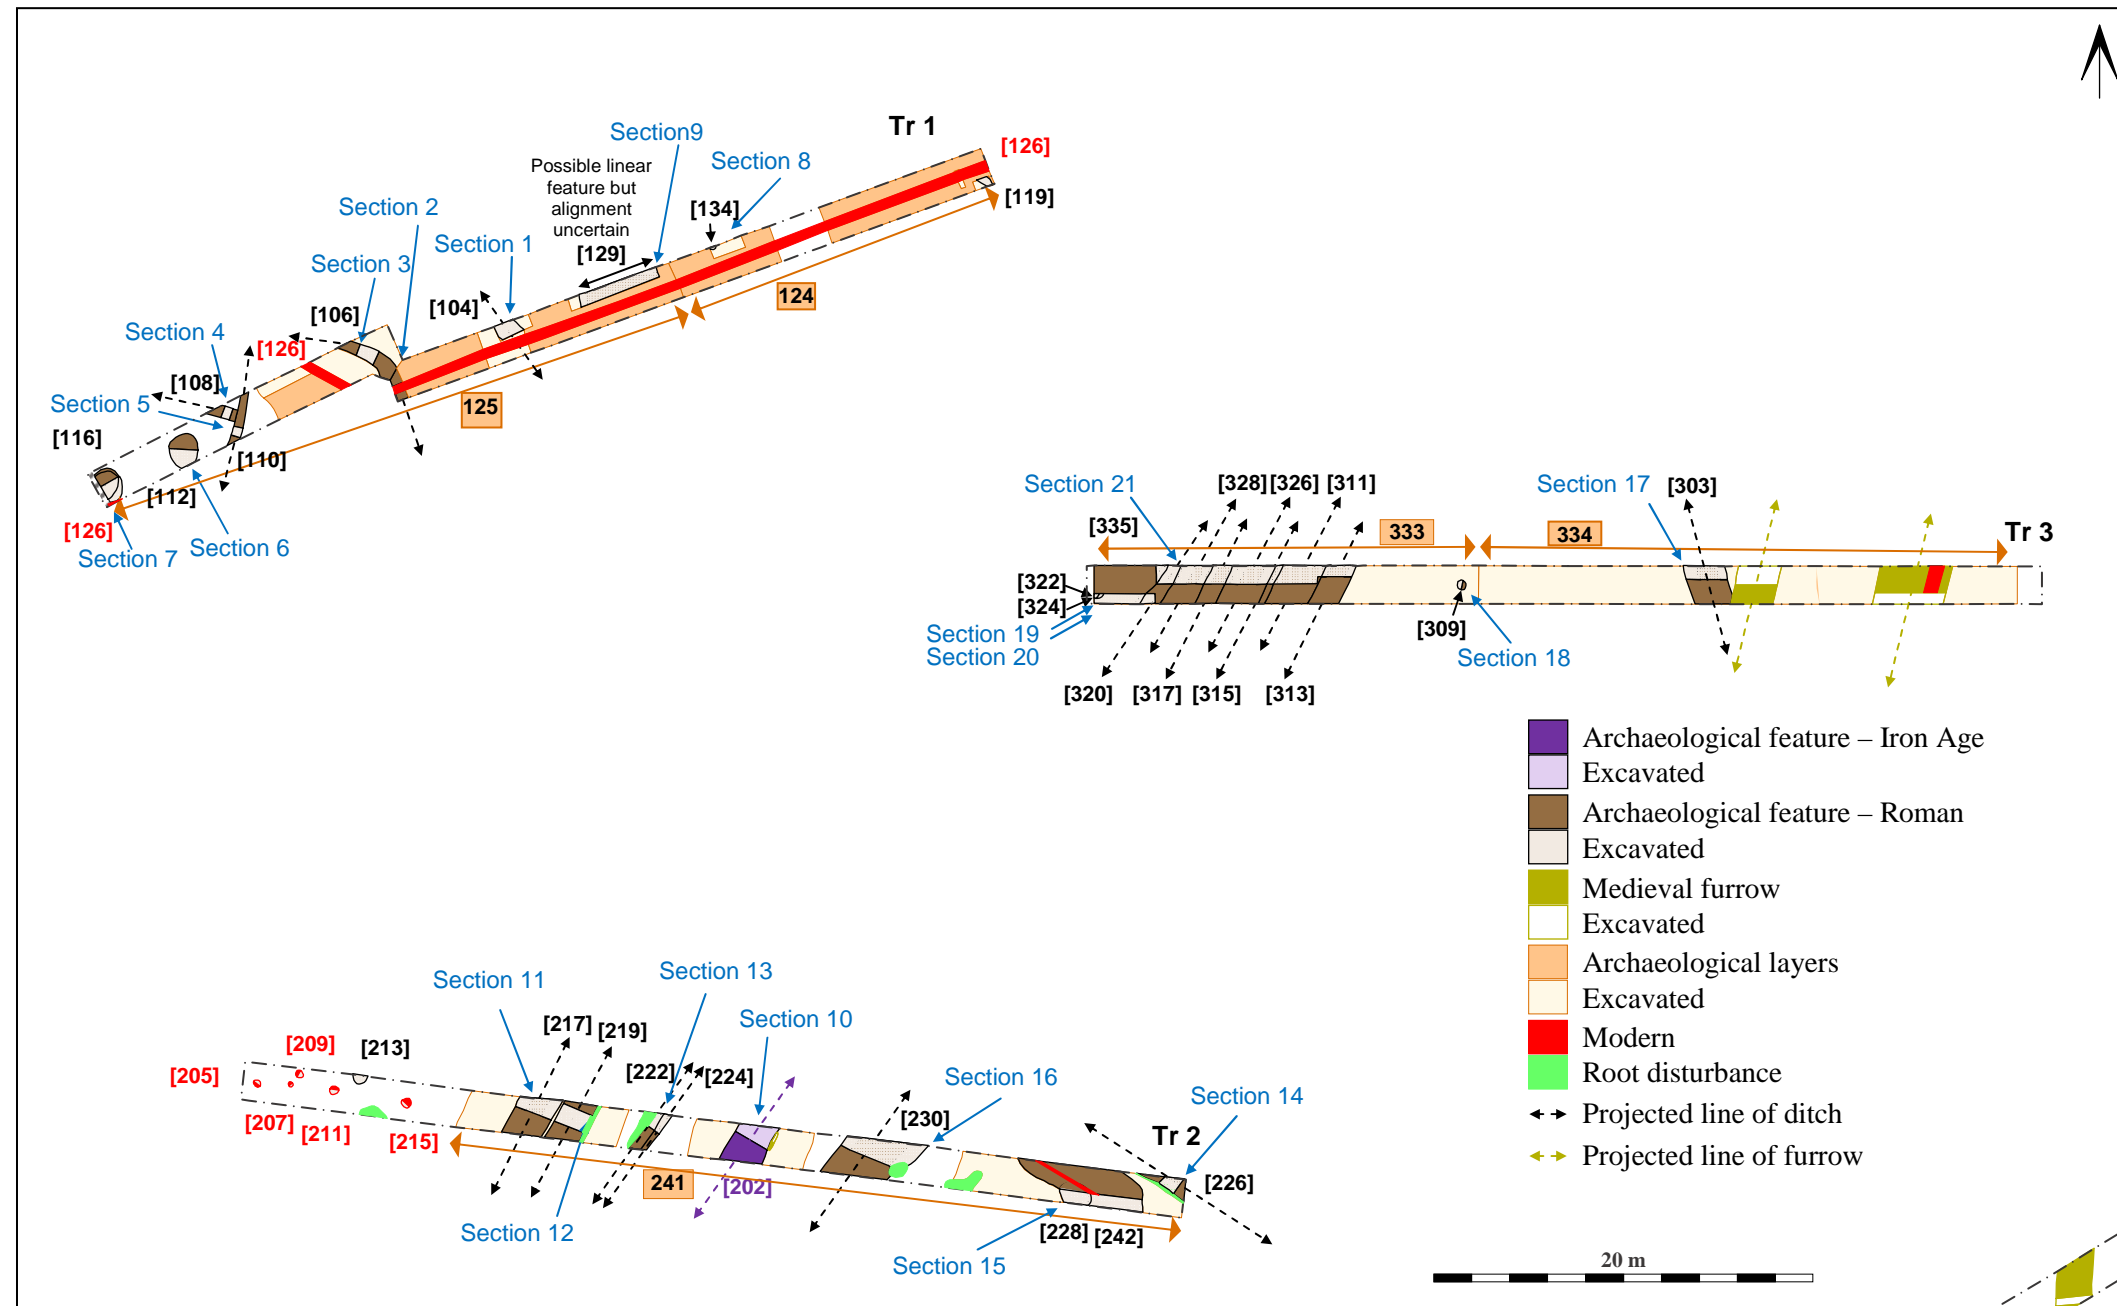 Tr 1
[126]
Section9
Section 8
Possible linear
feature but
alignment
uncertain
[119]
[134]
Section 2
Section 1
[129]
Section 3
124
[104]
[106]
Section 4
[126]
[108]
Section 5
125
[116]
[110]
[112]
[126]
Section 6
Section 7
Section 21
[328]
[326]
[311]
Section 17
[303]
[335]
333
334
Tr 3
[322]
[324]
Section 19
Section 20
[309]
Section 18
[320]
[317]
[315]
[313]
Archaeological feature – Iron Age
Excavated
Archaeological feature – Roman
Excavated
Medieval furrow
Excavated
Archaeological layers
Excavated
Modern
Root disturbance
Projected line of ditch
Projected line of furrow
Section 11
Section 13
Section 10
[217]
[219]
[209]
[213]
[205]
[222]
[224]
Section 16
Section 14
[230]
Tr 2
[207]
[211]
[215]
241
[202]
[226]
Section 12
[228]
[242]
Section 15
20 m